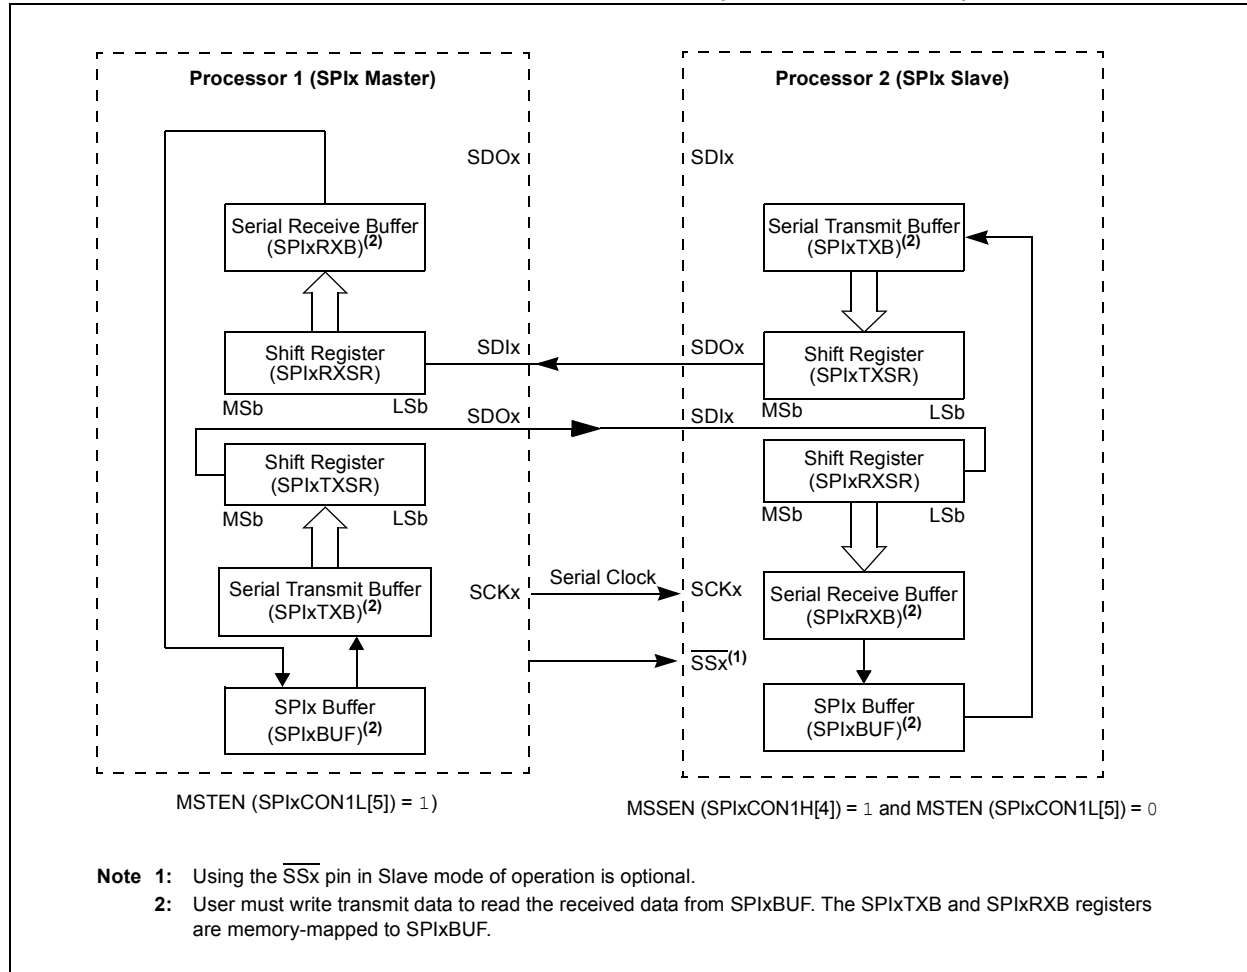 Processor 1 (SPIx Master)
Processor 2 (SPIx Slave)
SDOx
SDIx
Serial Receive Buffer
(SPIxRXB)(2)
Serial Transmit Buffer
(SPIxTXB)(2)
Shift Register
(SPIxRXSR)
SDIx
SDOx
Shift Register
(SPIxTXSR)
MSb
LSb
MSb
LSb
SDOx
SDIx
Shift Register
(SPIxTXSR)
Shift Register
(SPIxRXSR)
MSb
LSb
MSb
LSb
Serial Transmit Buffer
(SPIxTXB)(2)
SCKx
Serial Clock
SCKx
Serial Receive Buffer
(SPIxRXB)(2)
SSx(1)
SPIx Buffer
(SPIxBUF)(2)
SPIx Buffer
(SPIxBUF)(2)
MSTEN (SPIxCON1L[5]) = 1)
MSSEN (SPIxCON1H[4]) = 1 and MSTEN (SPIxCON1L[5]) = 0
Note 1: Using the SSx pin in Slave mode of operation is optional.
2: User must write transmit data to read the received data from SPIxBUF. The SPIxTXB and SPIxRXB registers
are memory-mapped to SPIxBUF.